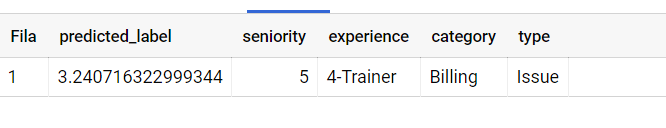 Fila predicted_label seniority experience category type
1 3.240716322999344 5 4-Trainer Billing Issue